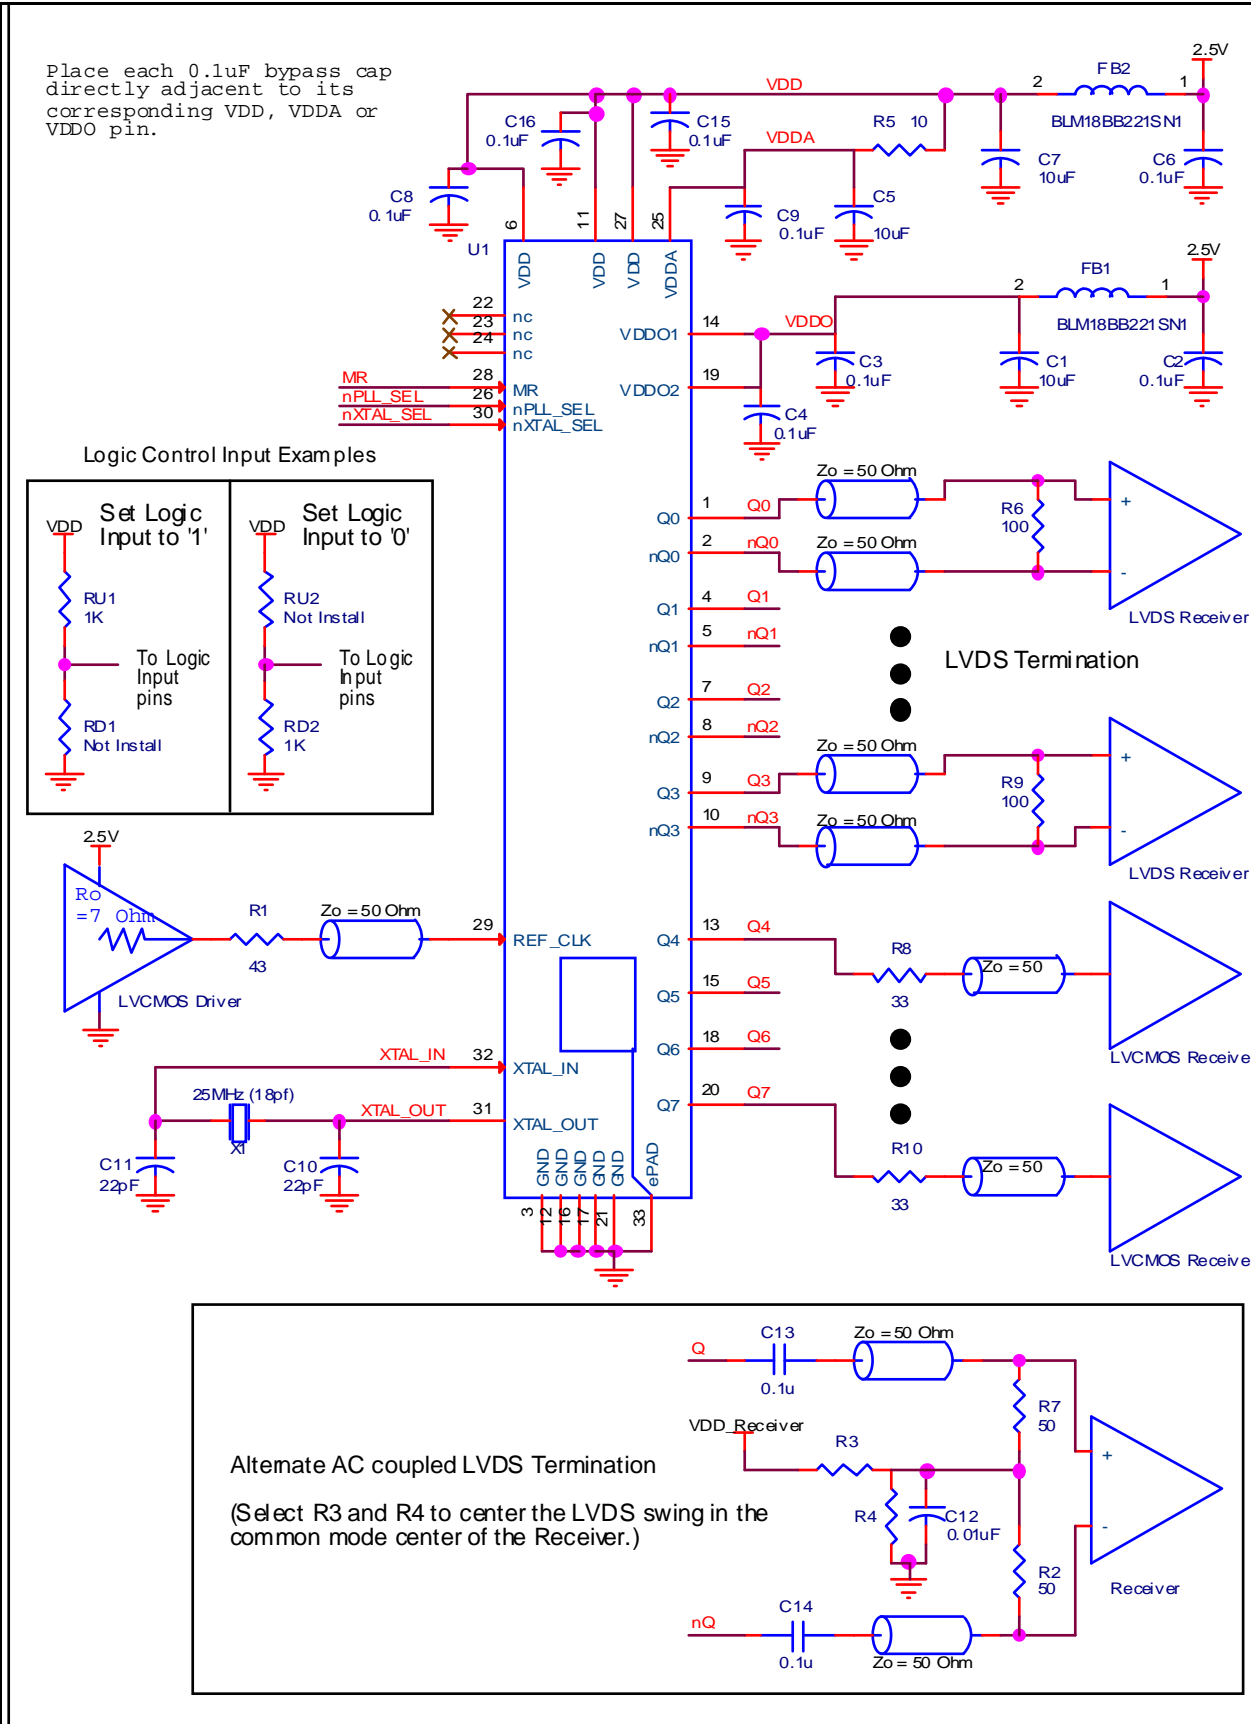 Place each 0.1uF bypass cap
directly adjacent to its
corresponding VDD, VDDA or
VDDO pin.
2.5V
VDD
2
FB2
1
BLM18BB221SN1
C16
0.1uF
C15
0.1uF
VDDA
R5 10
C7
10uF
C6
0.1uF
C8
0.1uF
C9
0.1uF
C5
10uF
6
11
27
25
U1
VDD
VDD
VDD
VDDA
2.5V
2
FB1
1
BLM18BB221SN1
22
nc
23
nc
24
nc
VDDO1
14
VDDO
C3
0.1uF
C1
10uF
C2
0.1uF
MR
28
MR
nPLL_SEL
26
nPLL_SEL
nXTAL_SEL
30
nXTAL_SEL
VDDO2
19
C4
0.1uF
Logic Control Input Examples
Set Logic
Input to '1'
VDD
RU1
1K
To Logic
Input
pins
RD1
Not Install
Set Logic
Input to '0'
VDD
RU2
Not Install
To Logic
Input
pins
RD2
1K
Zo = 50 Ohm
Q0
1
Q0
nQ0
2
nQ0
Zo = 50 Ohm
R6
100
+
-
LVDS Receiver
Q1
4
Q1
nQ1
5
nQ1
LVDS Termination
Q2
7
Q2
nQ2
8
nQ2
Zo = 50 Ohm
Q3
9
Q3
nQ3
10
nQ3
Zo = 50 Ohm
R9
100
+
-
LVDS Receiver
2.5V
Ro
=7 Ohm
LVCMOS Driver
R1
43
Zo = 50 Ohm
29
REF_CLK
Q4
13
Q4
R8
33
Zo = 50
LVCMOS Receive
Q5
15
Q5
Q6
18
Q6
Q7
20
Q7
R10
33
Zo = 50
LVCMOS Receive
XTAL_IN
32
XTAL_IN
25MHz (18pf)
X1
XTAL_OUT
31
XTAL_OUT
C11
22pF
C10
22pF
GND
GND
GND
GND
GND
ePAD
3
12
16
17
21
33
Q
C13
0.1u
Zo = 50 Ohm
R7
50
VDD_Receiver
R3
R4
C12
0.01uF
+
-
Receiver
R2
50
Alternate AC coupled LVDS Termination
(Select R3 and R4 to center the LVDS swing in the
common mode center of the Receiver.)
nQ
C14
0.1u
Zo = 50 Ohm